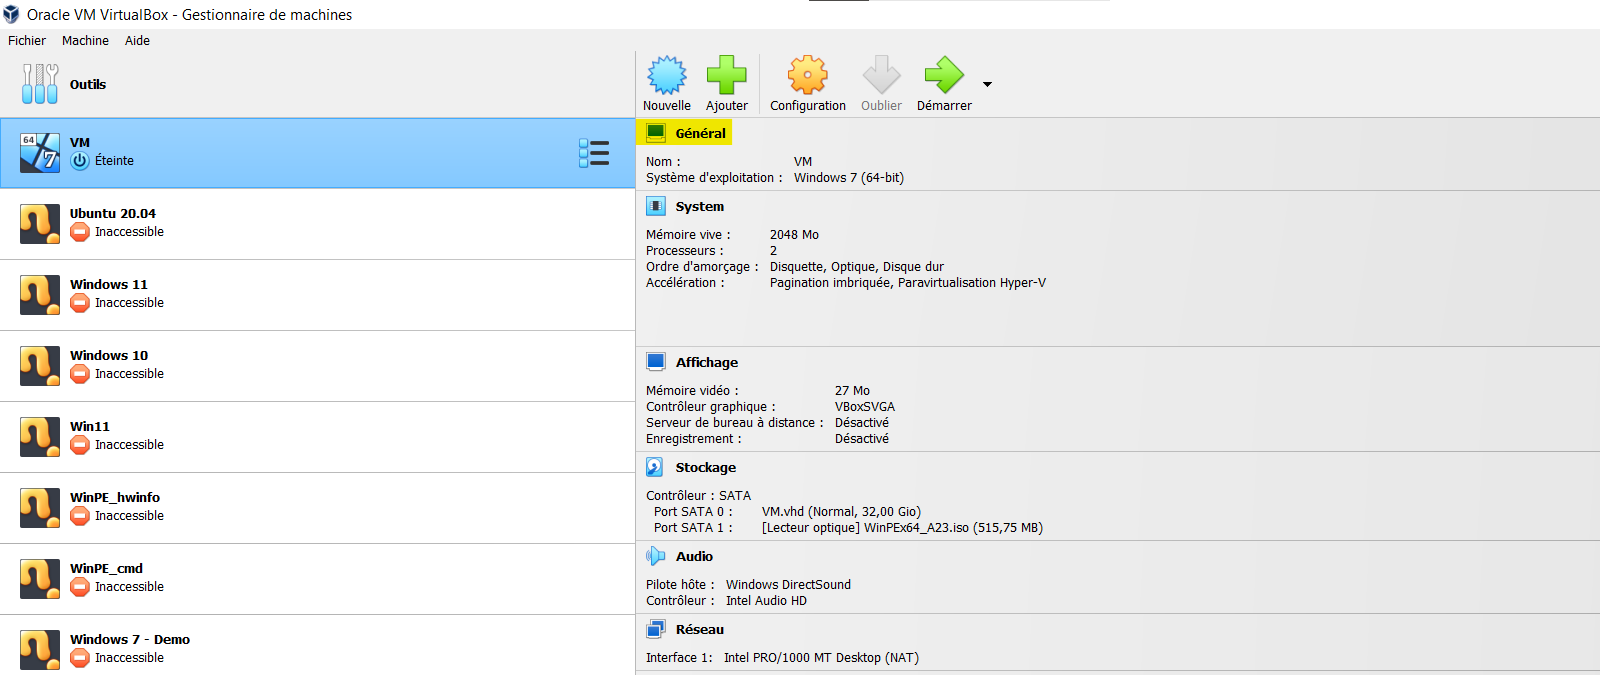 Oracle VM VirtualBox - Gestionnaire de machines
Fichier Machine Aide
Outils
64
7
VM
Éteinte
Ubuntu 20.04
Inaccessible
Windows 11
Inaccessible
Windows 10
Inaccessible
Win11
Inaccessible
WinPE_hwinfo
Inaccessible
WinPE_cmd
Inaccessible
Windows 7 - Demo
Inaccessible
Nouvelle Ajouter Configuration Oublier Démarrer
Général
Nom : VM
Système d'exploitation : Windows 7 (64-bit)
System
Mémoire vive : 2048 Mo
Processeurs : 2
Ordre d'amorçage : Disquette, Optique, Disque dur
Accélération : Pagination imbriquée, Paravirtualisation Hyper-V
Affichage
Mémoire vidéo : 27 Mo
Contrôleur graphique : VBoxSVGA
Serveur de bureau à distance : Désactivé
Enregistrement : Désactivé
Stockage
Contrôleur : SATA
Port SATA 0 : VM.vhd (Normal, 32,00 Gio)
Port SATA 1 : [Lecteur optique] WinPEx64_A23.iso (515,75 MB)
Audio
Pilote hôte : Windows DirectSound
Contrôleur : Intel Audio HD
Réseau
Interface 1: Intel PRO/1000 MT Desktop (NAT)